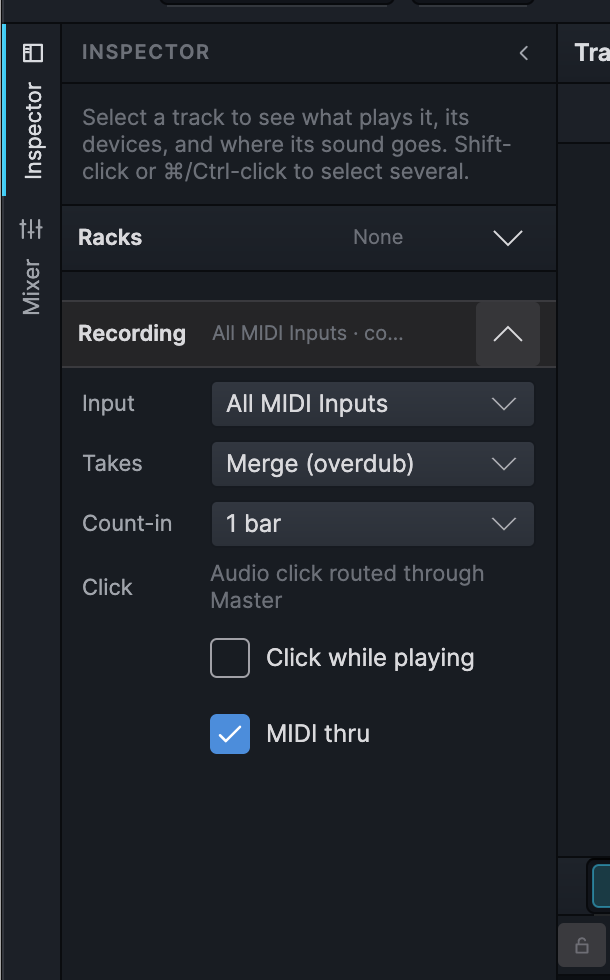 INSPECTOR
Tra
Inspector
Mixer
Select a track to see what plays it, its
devices, and where its sound goes. Shift-
click or ⌘/Ctrl-click to select several.
Racks None
Recording All MIDI Inputs · co...
Input All MIDI Inputs
Takes Merge (overdub)
Count-in 1 bar
Click Audio click routed through
Master
Click while playing
MIDI thru